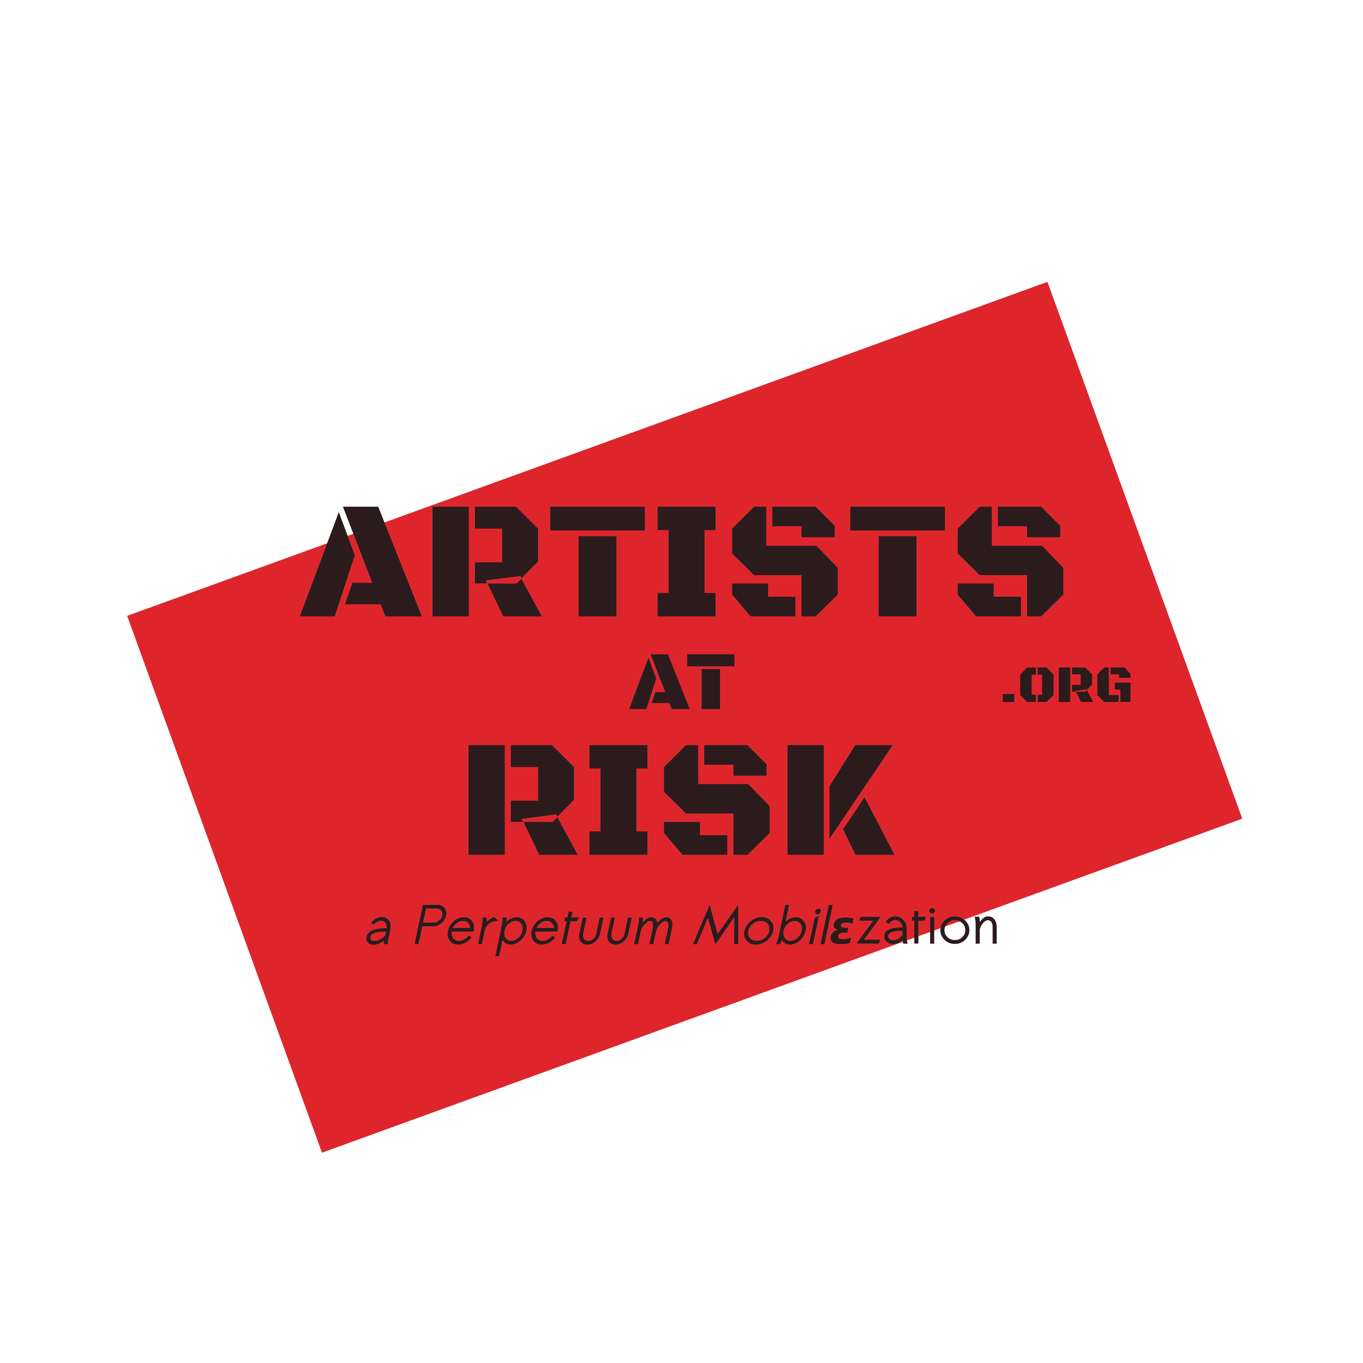 ARTISTS
AT
.ORG
RISK
a Perpetuum Mobilεzation